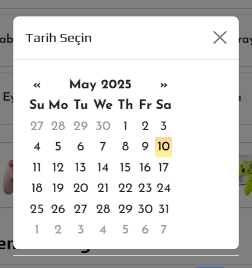 Tarih Seçin
« May 2025 »
Su Mo Tu We Th Fr Sa
27 28 29 30 1 2 3
4 5 6 7 8 9 10
11 12 13 14 15 16 17
18 19 20 21 22 23 24
25 26 27 28 29 30 31
1 2 3 4 5 6 7